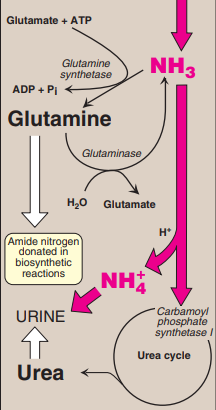 Glutamate + ATP
Glutamine
synthetase
NH3
ADP + Pi
Glutamine
Glutaminase
H2O
Glutamate
H+
Amide nitrogen
donated in
biosynthetic
reactions
NH4+
Carbamoyl
phosphate
synthetase I
URINE
Urea cycle
Urea